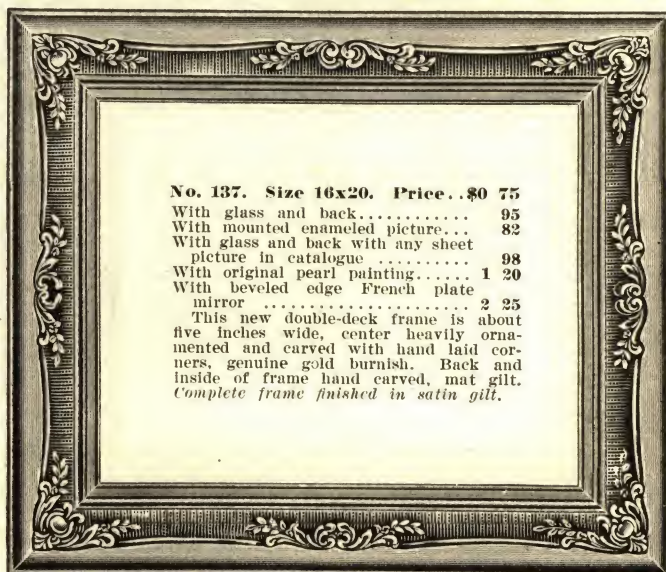 No. 137. Size 16x20. Price..$0 75
With glass and back............ 95
With mounted enameled picture... 82
With glass and back with any sheet
picture in catalogue .......... 98
With original pearl painting...... 1 20
With beveled edge French plate
mirror ...................... 2 25
This new double-deck frame is about
five inches wide, center heavily orna-
mented and carved with hand laid cor-
ners, genuine gold burnish. Back and
inside of frame hand carved, mat gilt.
Complete frame finished in satin gilt.